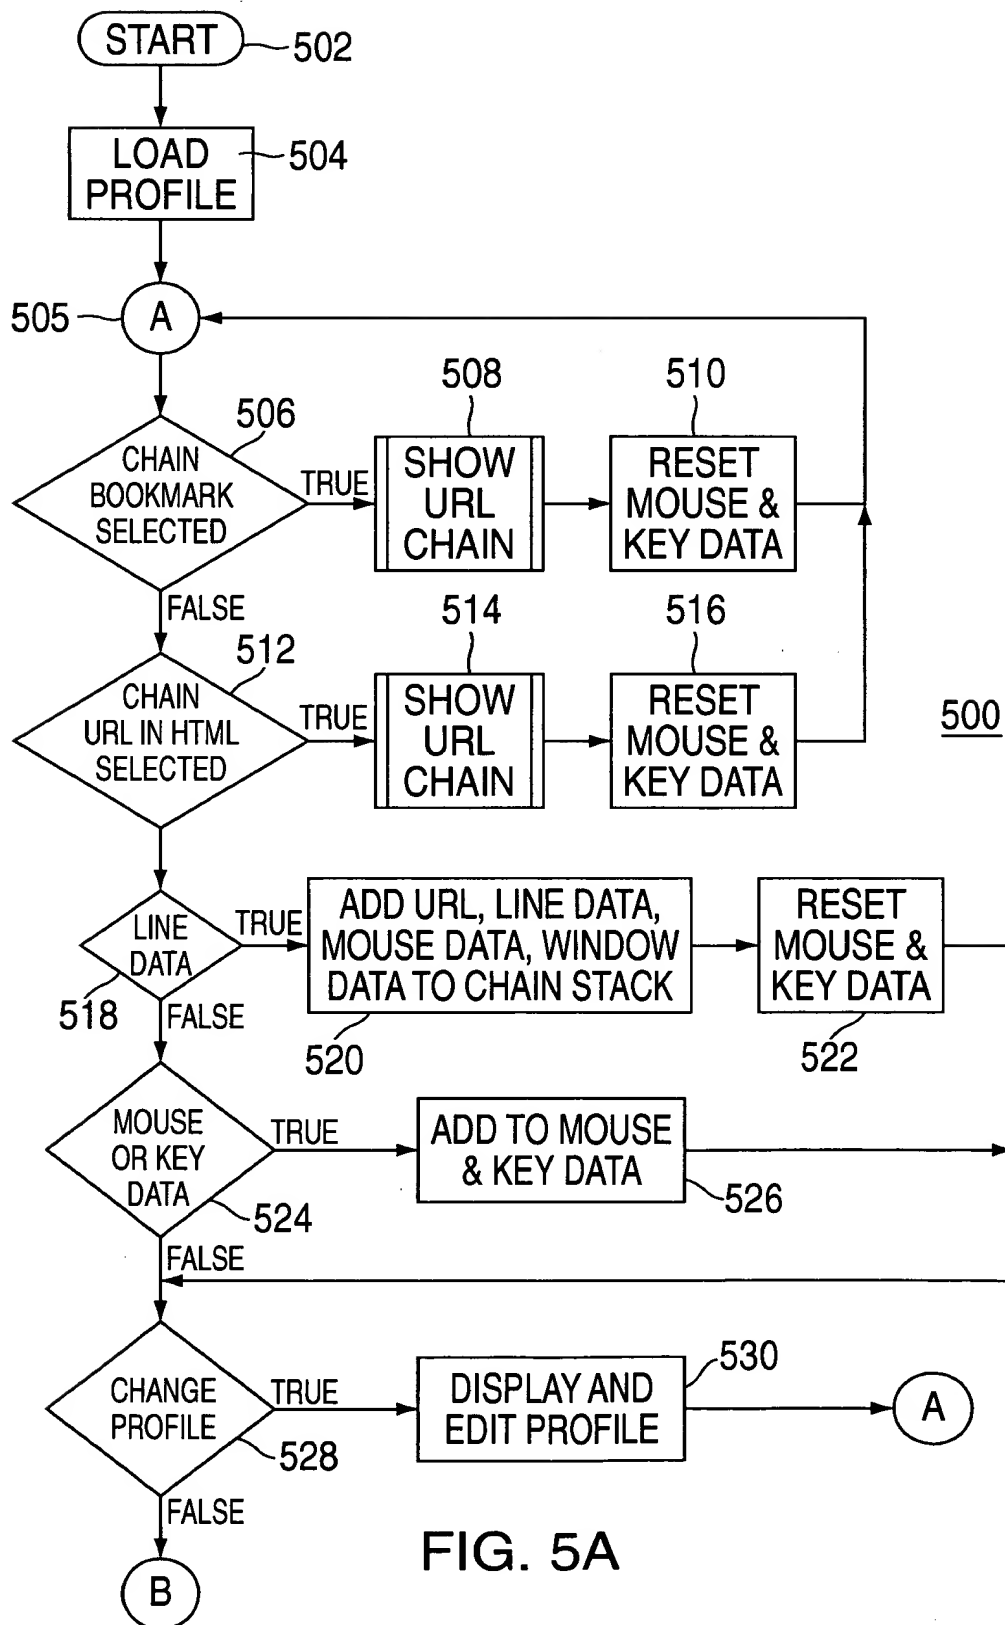 START
502
LOAD
PROFILE
504
505
A
506
CHAIN
BOOKMARK
SELECTED
TRUE
508
SHOW
URL
CHAIN
510
RESET
MOUSE &
KEY DATA
FALSE
512
CHAIN
URL IN HTML
SELECTED
TRUE
514
SHOW
URL
CHAIN
516
RESET
MOUSE &
KEY DATA
500
LINE
DATA
518
TRUE
ADD URL, LINE DATA,
MOUSE DATA, WINDOW
DATA TO CHAIN STACK
520
RESET
MOUSE &
KEY DATA
522
FALSE
MOUSE
OR KEY
DATA
524
TRUE
ADD TO MOUSE
& KEY DATA
526
FALSE
CHANGE
PROFILE
528
TRUE
DISPLAY AND
EDIT PROFILE
530
A
FALSE
B
FIG. 5A